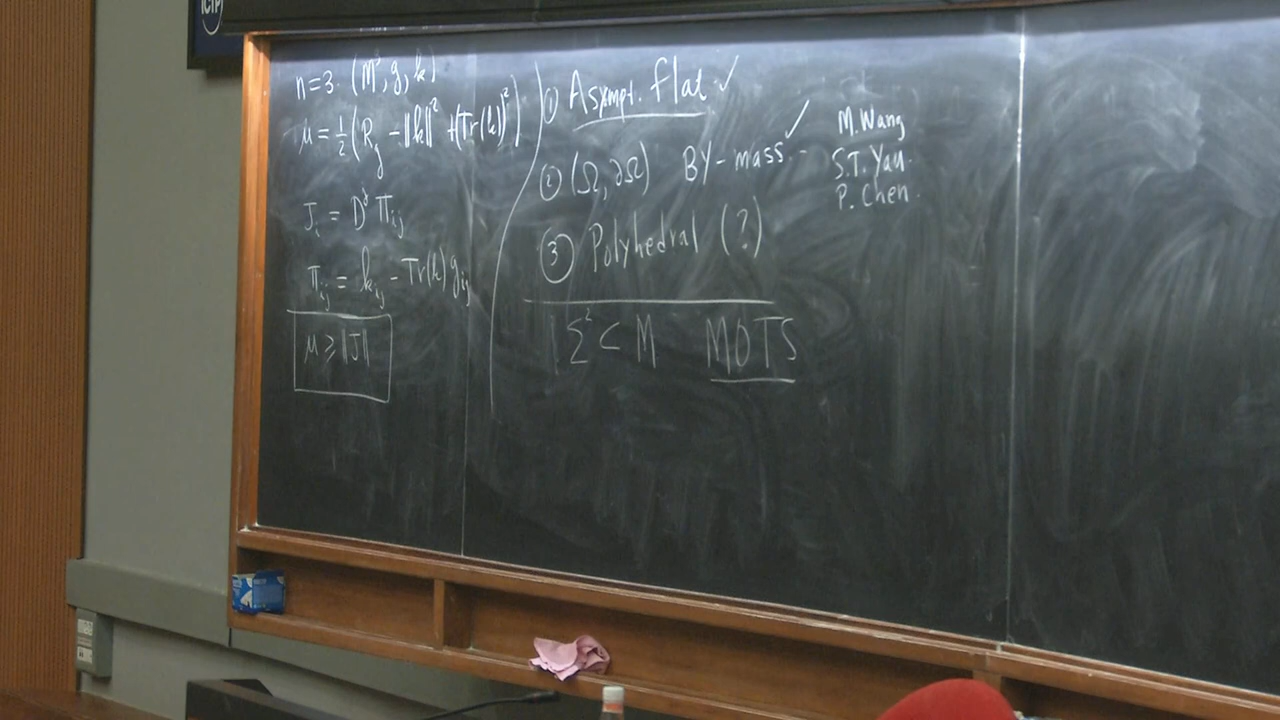 ICTP
n=3. (M³, g, k)
μ = ½(R_g - ||k||² + (Tr(k))²)
J_i = D^j π_ij
π_ij = k_ij - Tr(k) g_ij
μ ≥ ||J||
① Asympt. flat ✓
② (Ω, ∂Ω) BY-mass ✓ -
③ Polyhedral (?)
Σ² ⊂ M MOTS
M. Wang
S.T. Yau.
P. Chen.